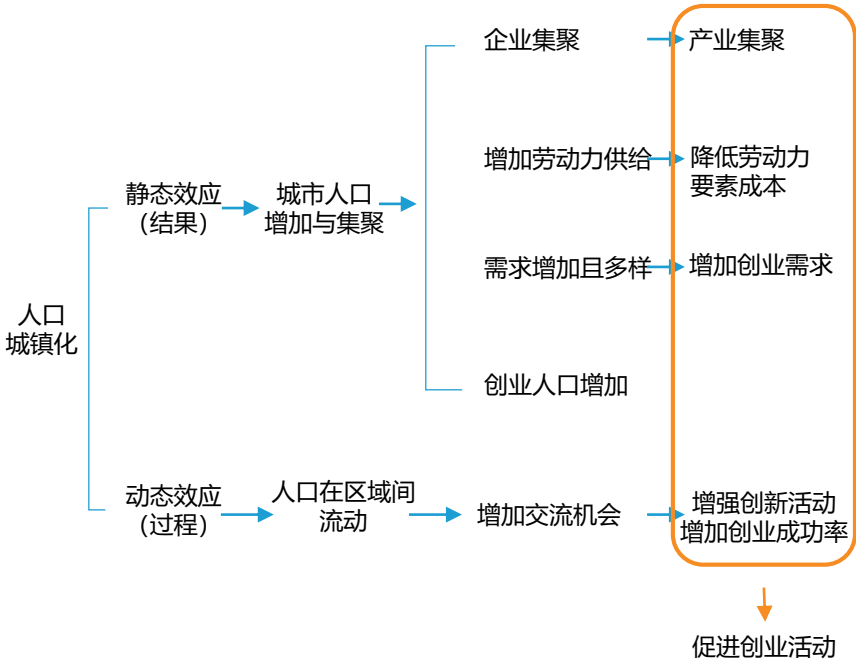 企业集聚
产业集聚
增加劳动力供给
降低劳动力
要素成本
静态效应
（结果）
城市人口
增加与集聚
需求增加且多样
增加创业需求
人口
城镇化
创业人口增加
动态效应
（过程）
人口在区域间
流动
增加交流机会
增强创新活动
增加创业成功率
促进创业活动